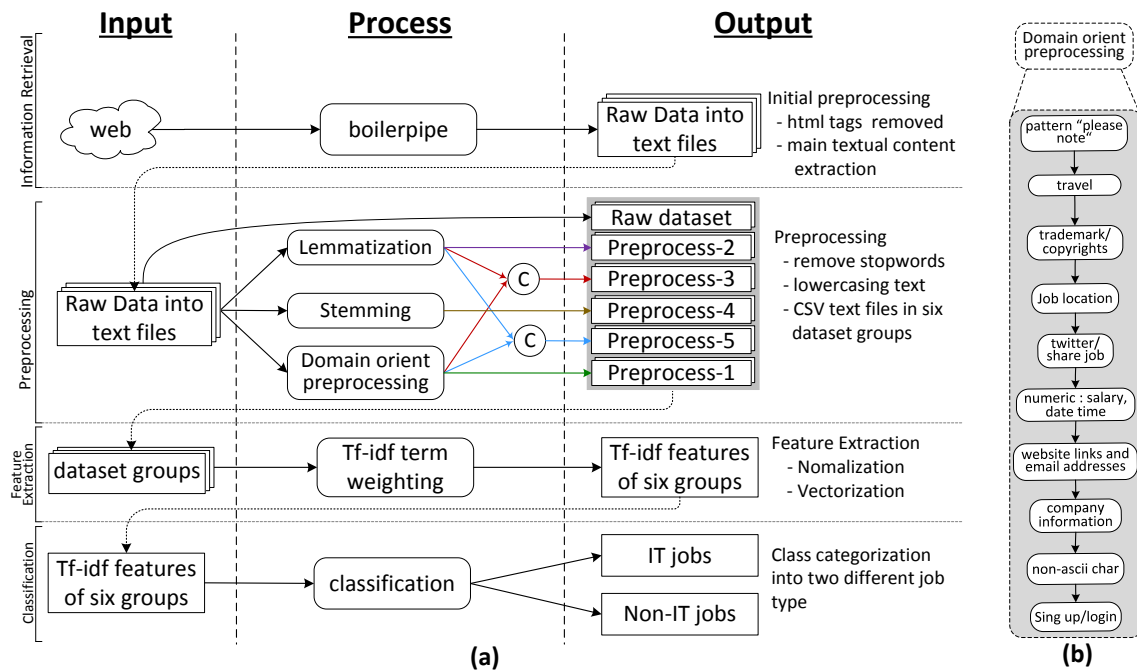 Input
Process
Output
Information Retrieval
web
boilerpipe
Raw Data into
text files
Initial preprocessing
- html tags removed
- main textual content
extraction
Preprocessing
Raw Data into
text files
Lemmatization
Stemming
Domain orient
preprocessing
C
C
Raw dataset
Preprocess-2
Preprocess-3
Preprocess-4
Preprocess-5
Preprocess-1
Preprocessing
- remove stopwords
- lowercasing text
- CSV text files in six
dataset groups
Feature
Extraction
dataset groups
Tf-idf term
weighting
Tf-idf features
of six groups
Feature Extraction
- Nomalization
- Vectorization
Classification
Tf-idf features
of six groups
classification
IT jobs
Non-IT jobs
Class categorization
into two different job
type
(a)
Domain orient
preprocessing
pattern “please
note“
travel
trademark/
copyrights
Job location
twitter/
share job
numeric : salary,
date time
website links and
email addresses
company
information
non-ascii char
Sing up/login
(b)